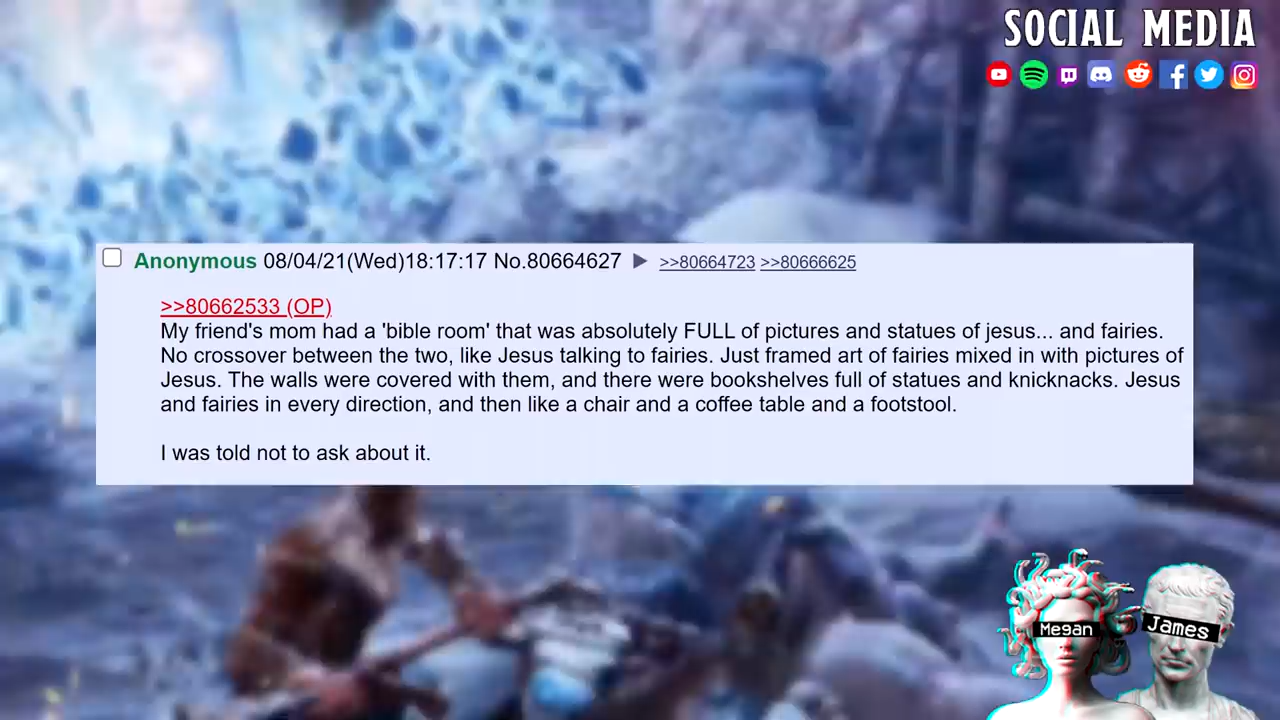 SOCIAL MEDIA
Anonymous 08/04/21(Wed)18:17:17 No.80664627 ▶ >>80664723 >>80666625
>>80662533 (OP)
My friend's mom had a 'bible room' that was absolutely FULL of pictures and statues of jesus... and fairies.
No crossover between the two, like Jesus talking to fairies. Just framed art of fairies mixed in with pictures of
Jesus. The walls were covered with them, and there were bookshelves full of statues and knicknacks. Jesus
and fairies in every direction, and then like a chair and a coffee table and a footstool.
I was told not to ask about it.
Megan
James